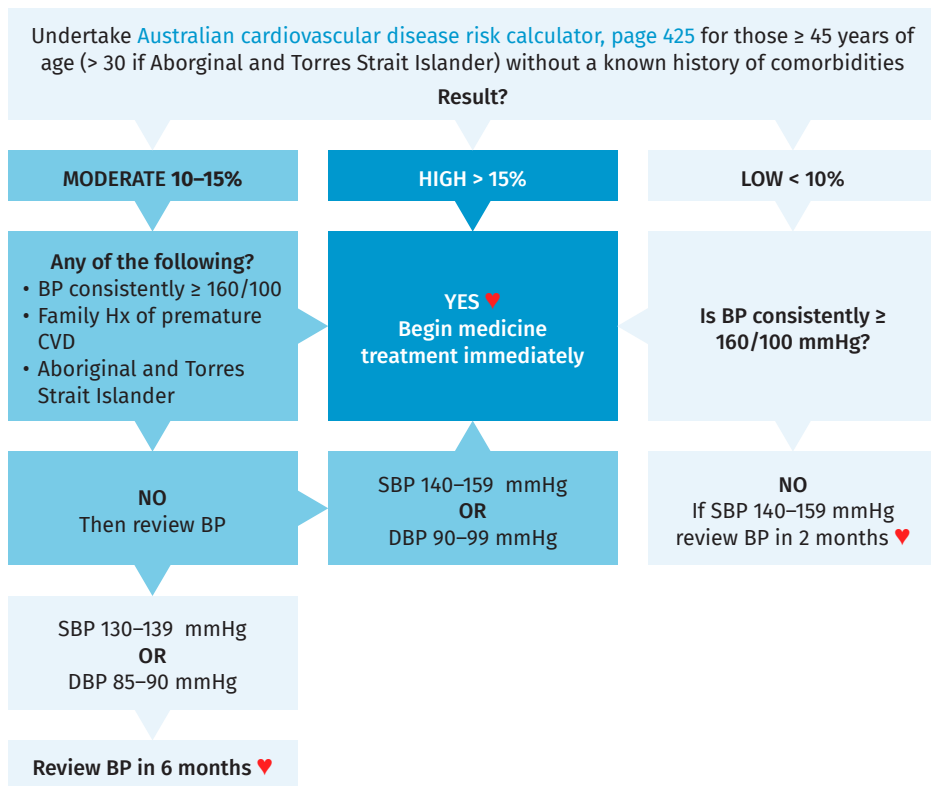 Undertake Australian cardiovascular disease risk calculator, page 425 for those ≥ 45 years of
age (> 30 if Aborginal and Torres Strait Islander) without a known history of comorbidities
Result?
MODERATE 10–15%
HIGH > 15%
LOW < 10%
Any of the following?
• BP consistently ≥ 160/100
• Family Hx of premature
CVD
• Aboriginal and Torres
Strait Islander
YES ♥
Begin medicine
treatment immediately
Is BP consistently ≥
160/100 mmHg?
NO
Then review BP
SBP 140–159 mmHg
OR
DBP 90–99 mmHg
NO
If SBP 140–159 mmHg
review BP in 2 months ♥
SBP 130–139 mmHg
OR
DBP 85–90 mmHg
Review BP in 6 months ♥